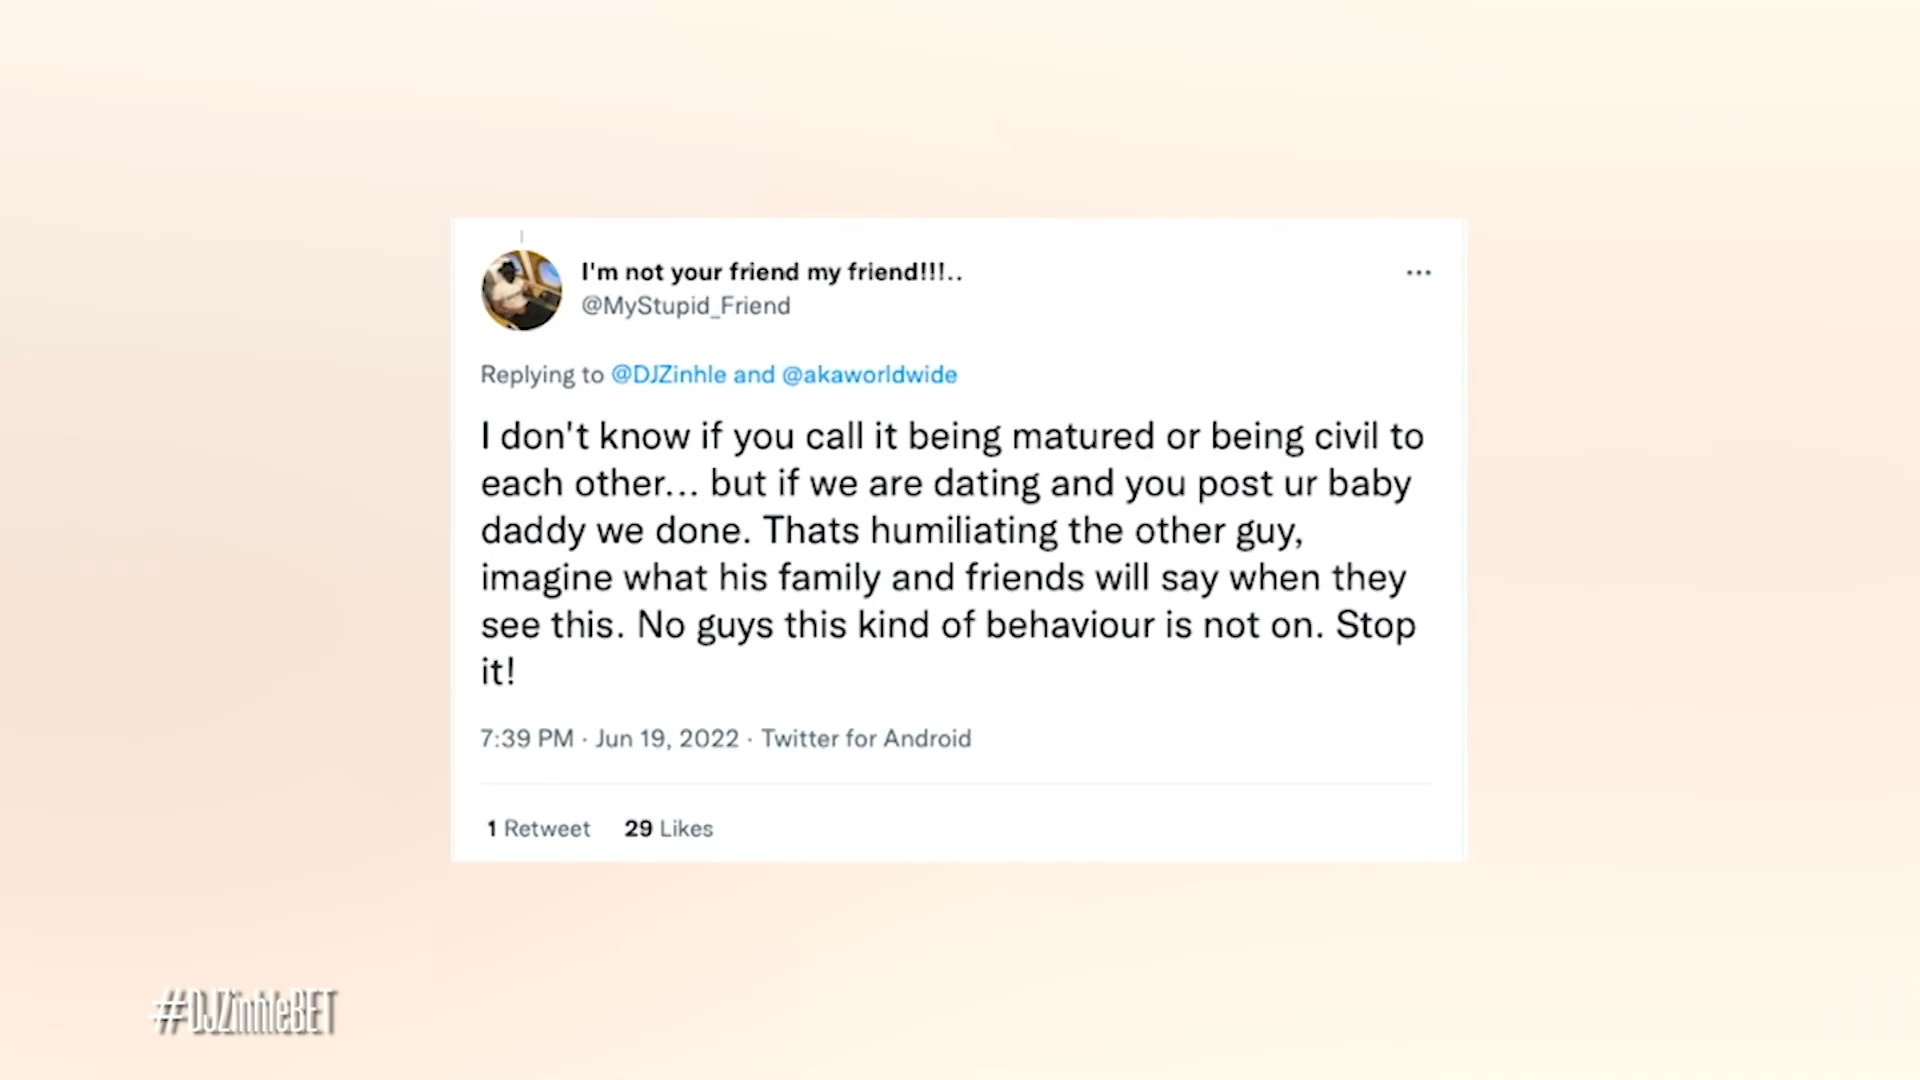 I'm not your friend my friend!!!..
@MyStupid_Friend
Replying to @DJZinhle and @akaworldwide
I don't know if you call it being matured or being civil to
each other... but if we are dating and you post ur baby
daddy we done. Thats humiliating the other guy,
imagine what his family and friends will say when they
see this. No guys this kind of behaviour is not on. Stop
it!
7:39 PM · Jun 19, 2022 · Twitter for Android
1 Retweet 29 Likes
#DJZinhleBET